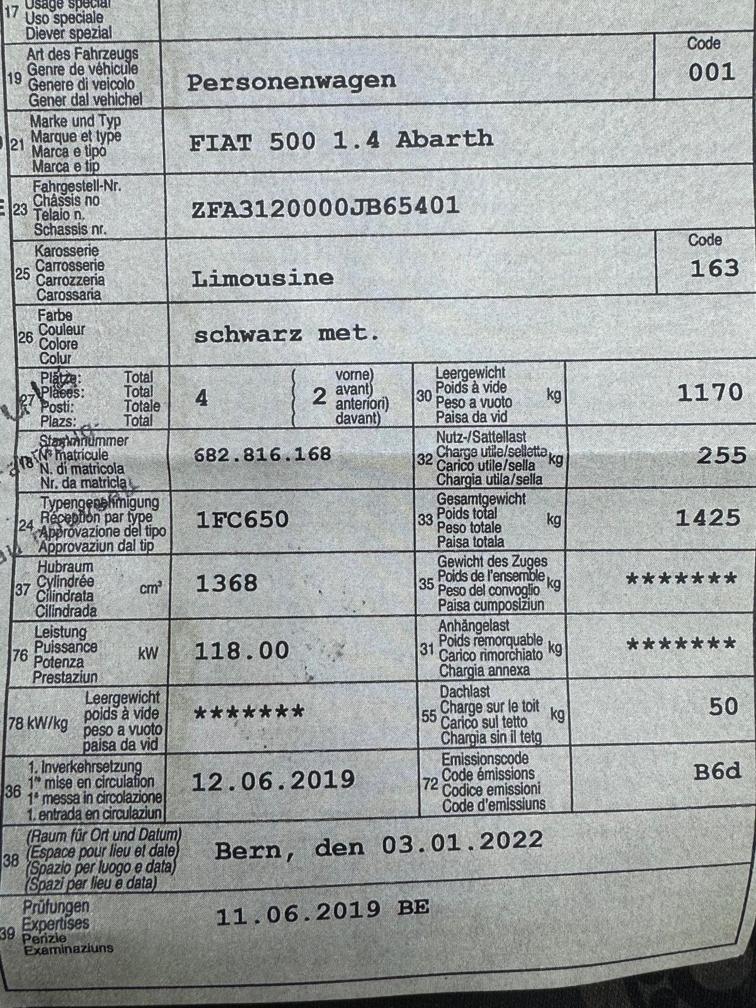 17 Usage spécial
Uso speciale
Diever spezial
19 Art des Fahrzeugs
Genre de véhicule
Genere di veicolo
Gener dal vehichel
Personenwagen
Code
001
21 Marke und Typ
Marque et type
Marca e tipo
Marca e tip
FIAT 500 1.4 Abarth
23 Fahrgestell-Nr.
Châssis no
Telaio n.
Schassis nr.
ZFA3120000JB65401
25 Karosserie
Carrosserie
Carrozzeria
Carossaria
Limousine
Code
163
26 Farbe
Couleur
Colore
Colur
schwarz met.
27 Plätze: Total
Places: Total
Posti: Totale
Plazs: Total
4
2
vorne)
avant)
anteriori)
davant)
30 Leergewicht
Poids à vide
Peso a vuoto
Paisa da vid
kg
1170
18 Stammnummer
N° matricule
N. di matricola
Nr. da matricla
682.816.168
32 Nutz-/Sattellast
Charge utile/sellette
Carico utile/sella
Chargia utila/sella
kg
255
24 Typengenehmigung
Réception par type
Approvazione del tipo
Approvaziun dal tip
1FC650
33 Gesamtgewicht
Poids total
Peso totale
Paisa totala
kg
1425
37 Hubraum
Cylindrée
Cilindrata
Cilindrada
cm³
1368
35 Gewicht des Zuges
Poids de l'ensemble
Peso del convoglio
Paisa cumposiziun
kg
*******
76 Leistung
Puissance
Potenza
Prestaziun
kW
118.00
31 Anhängelast
Poids remorquable
Carico rimorchiato
Chargia annexa
kg
*******
78 kW/kg
Leergewicht
poids à vide
peso a vuoto
paisa da vid
*******
55 Dachlast
Charge sur le toit
Carico sul tetto
Chargia sin il tetg
kg
50
36 1. Inverkehrsetzung
1re mise en circulation
1a messa in circolazione
1. entrada en circulaziun
12.06.2019
72 Emissionscode
Code émissions
Codice emissioni
Code d'emissiuns
B6d
38 (Raum für Ort und Datum)
(Espace pour lieu et date)
(Spazio per luogo e data)
(Spazi per lieu e data)
Bern, den 03.01.2022
39 Prüfungen
Expertises
Perizie
Examinaziuns
11.06.2019 BE